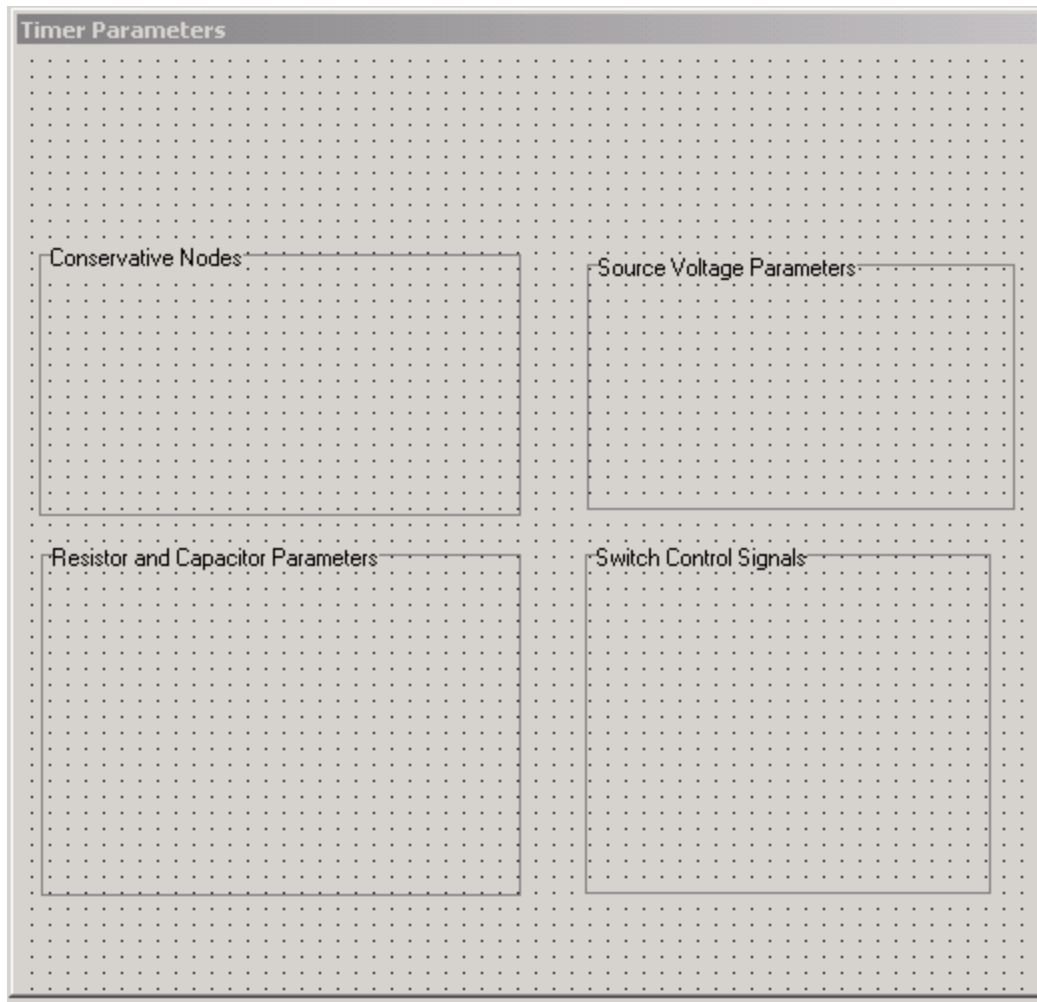 Timer Parameters
Conservative Nodes
Source Voltage Parameters
Resistor and Capacitor Parameters
Switch Control Signals